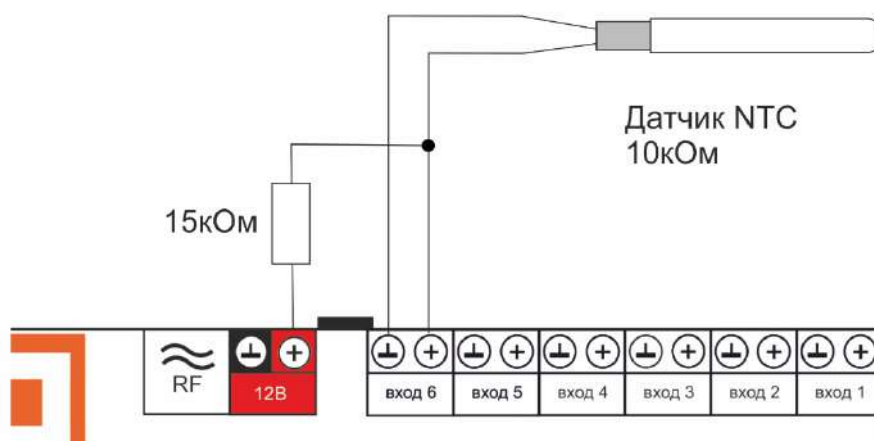 Датчик NTC
10кОм
15кОм
RF
12В
вход 6
вход 5
вход 4
вход 3
вход 2
вход 1